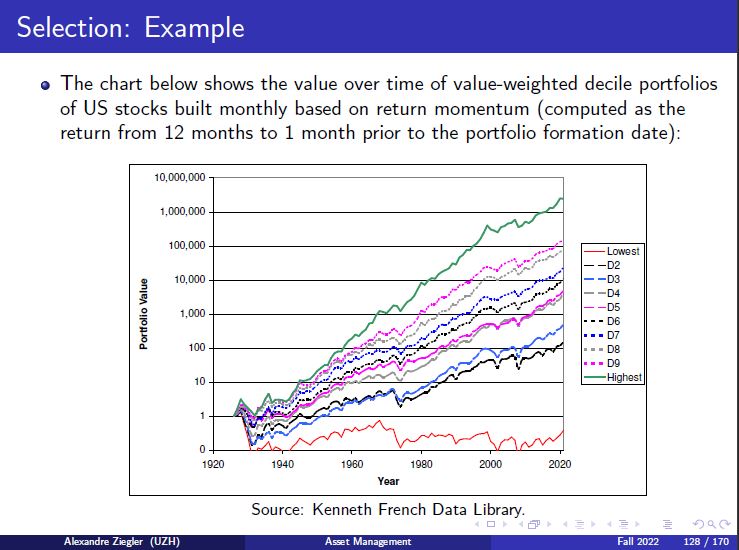 Selection: Example
The chart below shows the value over time of value-weighted decile portfolios
of US stocks built monthly based on return momentum (computed as the
return from 12 months to 1 month prior to the portfolio formation date):
10,000,000
1,000,000
100,000
10,000
1,000
100
10
1
0
Portfolio Value
1920 1940 1960 1980 2000 2020
Year
Lowest
D2
D3
D4
D5
D6
D7
D8
D9
Highest
Source: Kenneth French Data Library.
Alexandre Ziegler (UZH) Asset Management Fall 2022 128 / 170